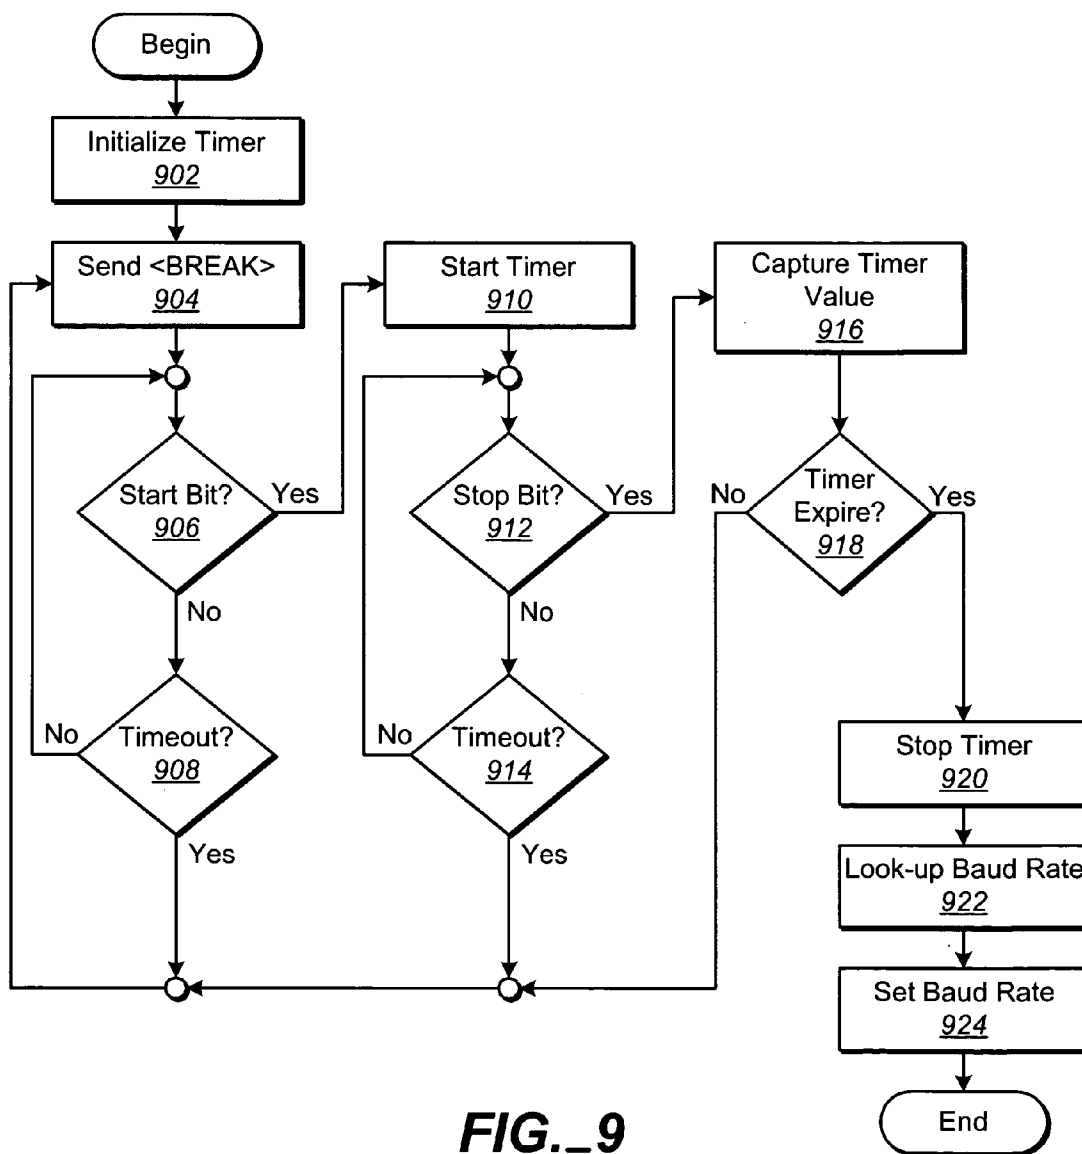 Begin
Initialize Timer
902
Send <BREAK>
904
Start Timer
910
Capture Timer
Value
916
Start Bit?
906
Yes
No
Stop Bit?
912
Yes
No
Timer
Expire?
918
No
Yes
Timeout?
908
No
Yes
Timeout?
914
No
Yes
Stop Timer
920
Look-up Baud Rate
922
Set Baud Rate
924
End
FIG._9